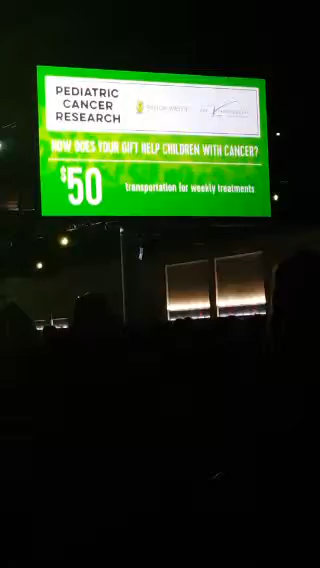 PEDIATRIC
CANCER
RESEARCH
HOW DOES YOUR GIFT HELP CHILDREN WITH CANCER?
$50 transportation for weekly treatments